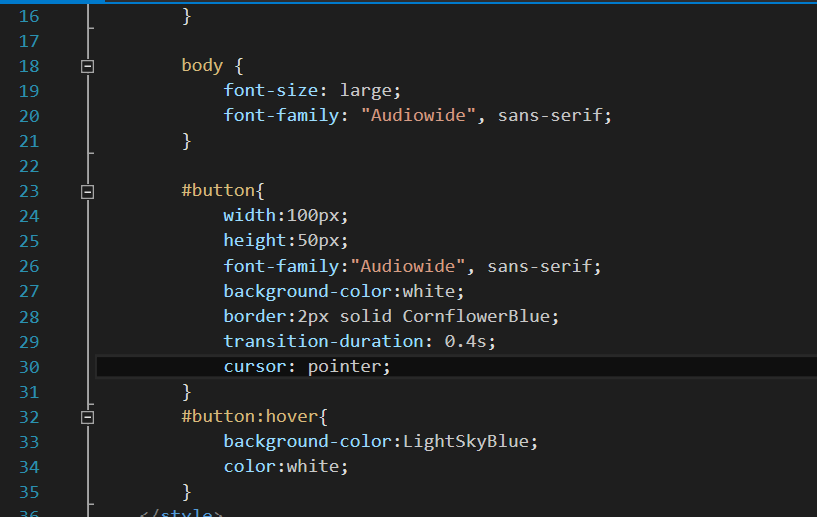 16 }
17
18 body {
19 font-size: large;
20 font-family: "Audiowide", sans-serif;
21 }
22
23 #button{
24 width:100px;
25 height:50px;
26 font-family:"Audiowide", sans-serif;
27 background-color:white;
28 border:2px solid CornflowerBlue;
29 transition-duration: 0.4s;
30 cursor: pointer;
31 }
32 #button:hover{
33 background-color:LightSkyBlue;
34 color:white;
35 }
36 </style>